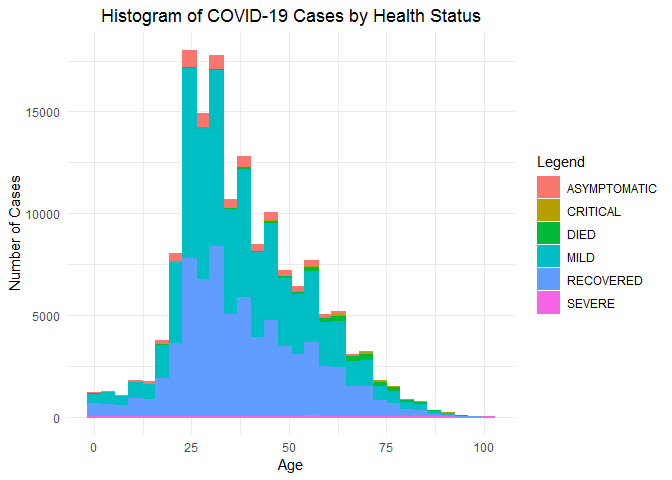 Histogram of COVID-19 Cases by Health Status
Number of Cases
15000
10000
5000
0
0 25 50 75 100
Age
Legend
ASYMPTOMATIC
CRITICAL
DIED
MILD
RECOVERED
SEVERE